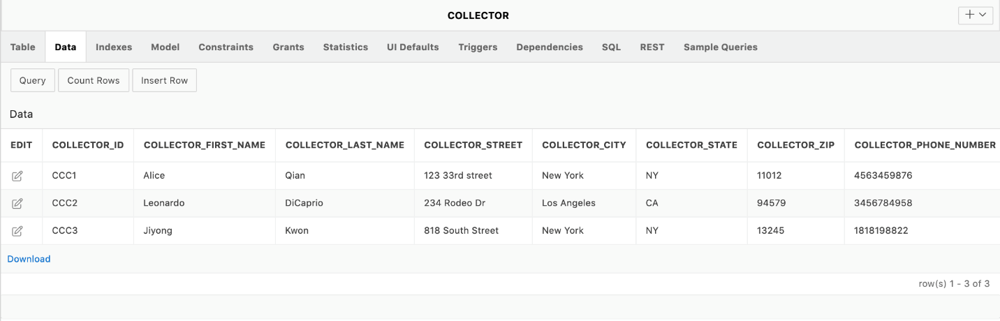 COLLECTOR
Table Data Indexes Model Constraints Grants Statistics UI Defaults Triggers Dependencies SQL REST Sample Queries
Query Count Rows Insert Row
Data
EDIT COLLECTOR_ID COLLECTOR_FIRST_NAME COLLECTOR_LAST_NAME COLLECTOR_STREET COLLECTOR_CITY COLLECTOR_STATE COLLECTOR_ZIP COLLECTOR_PHONE_NUMBER
CCC1 Alice Qian 123 33rd street New York NY 11012 4563459876
CCC2 Leonardo DiCaprio 234 Rodeo Dr Los Angeles CA 94579 3456784958
CCC3 Jiyong Kwon 818 South Street New York NY 13245 1818198822
Download
row(s) 1 - 3 of 3